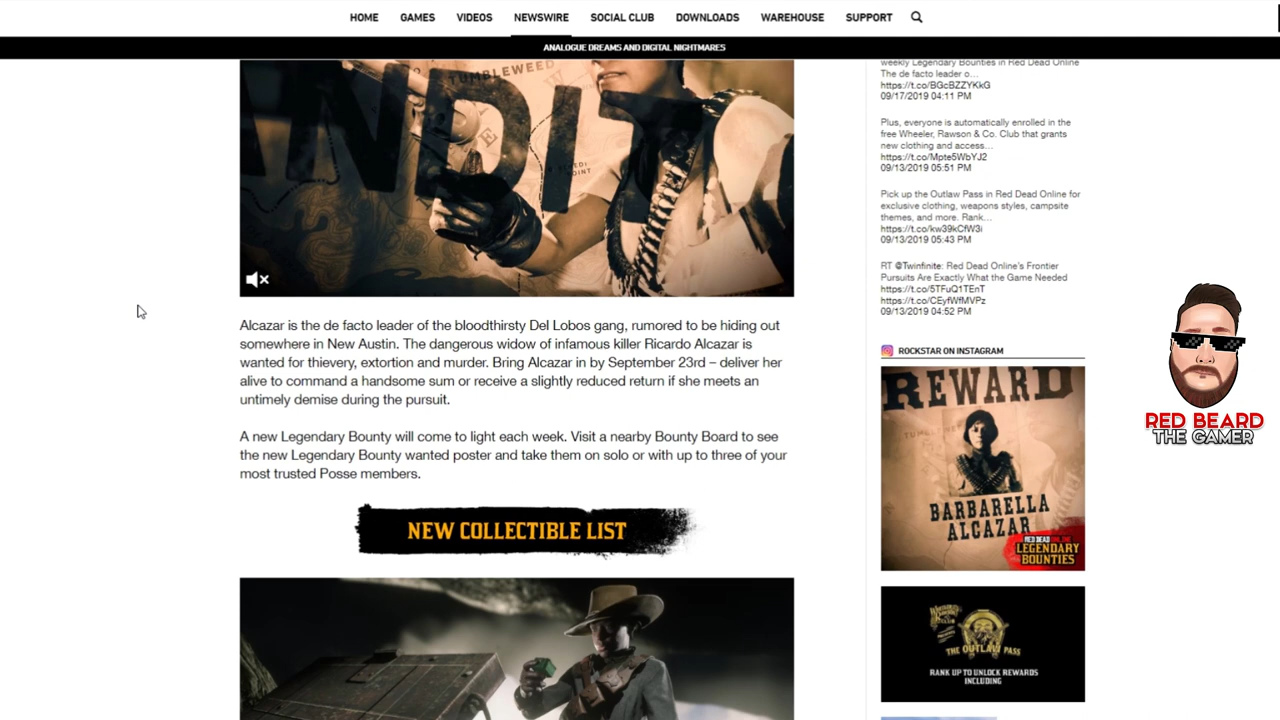 HOME GAMES VIDEOS NEWSWIRE SOCIAL CLUB DOWNLOADS WAREHOUSE SUPPORT
ANALOGUE DREAMS AND DIGITAL NIGHTMARES
TUMBLEWEED
NDIT
POINT
Alcazar is the de facto leader of the bloodthirsty Del Lobos gang, rumored to be hiding out
somewhere in New Austin. The dangerous widow of infamous killer Ricardo Alcazar is
wanted for thievery, extortion and murder. Bring Alcazar in by September 23rd – deliver her
alive to command a handsome sum or receive a slightly reduced return if she meets an
untimely demise during the pursuit.
A new Legendary Bounty will come to light each week. Visit a nearby Bounty Board to see
the new Legendary Bounty wanted poster and take them on solo or with up to three of your
most trusted Posse members.
NEW COLLECTIBLE LIST
weekly Legendary Bounties in Red Dead Online
The de facto leader o...
https://t.co/BGcBZZYKkG
09/17/2019 04:11 PM
Plus, everyone is automatically enrolled in the
free Wheeler, Rawson & Co. Club that grants
new clothing and access...
https://t.co/Mpte5WbYJ2
09/13/2019 05:51 PM
Pick up the Outlaw Pass in Red Dead Online for
exclusive clothing, weapons styles, campsite
themes, and more. Rank...
https://t.co/kw39kCfW3i
09/13/2019 05:43 PM
RT @Twinfinite: Red Dead Online's Frontier
Pursuits Are Exactly What the Game Needed
https://t.co/5TFuQ1TEnT
https://t.co/CEyfWfMVPz
09/13/2019 04:52 PM
ROCKSTAR ON INSTAGRAM
REWARD
BARBARELLA
ALCAZAR
RED DEAD ONLINE
LEGENDARY
BOUNTIES
THE OUTLAW PASS
RANK UP TO UNLOCK REWARDS
INCLUDING
RED BEARD
THE GAMER